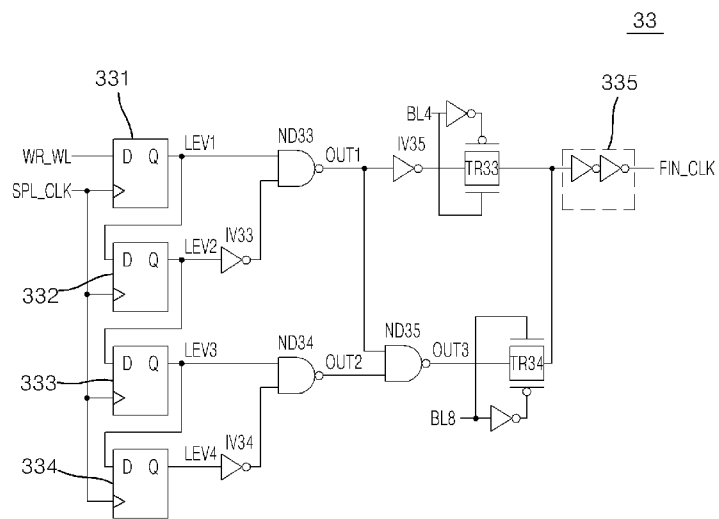 33
331
335
ND33
BL4
IV35
WR_WL
D Q
LEV1
OUT1
TR33
FIN_CLK
SPL_CLK
IV33
D Q
LEV2
332
ND35
ND34
D Q
LEV3
OUT2
OUT3
TR34
333
IV34
BL8
D Q
LEV4
334